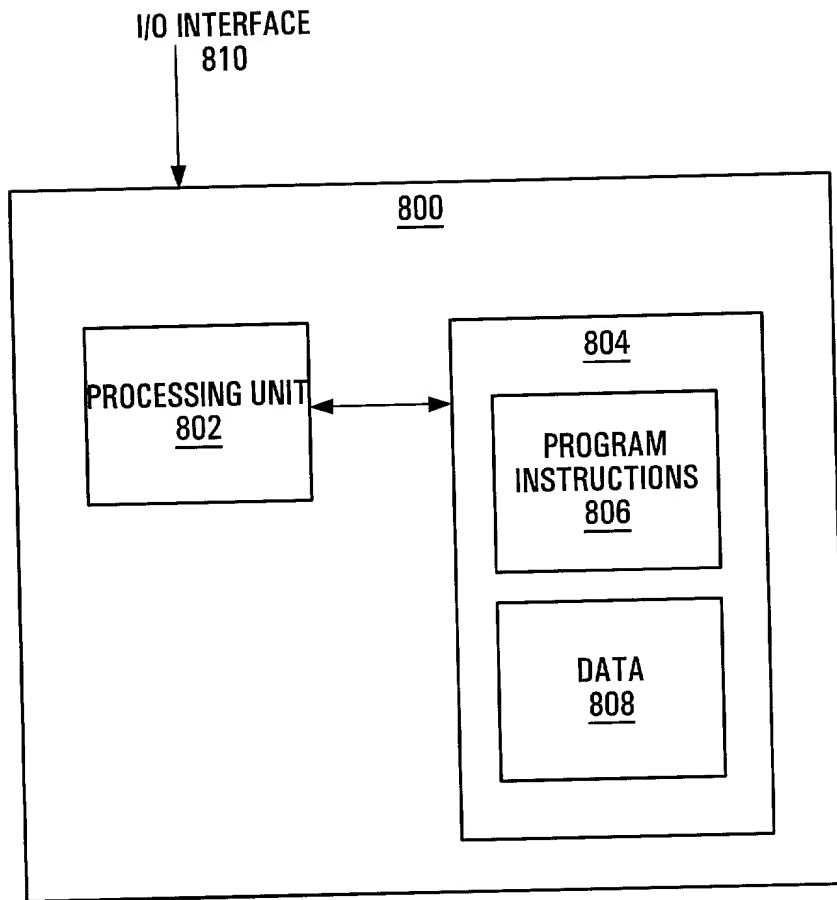 I/O INTERFACE
810
800
804
PROCESSING UNIT
802
PROGRAM
INSTRUCTIONS
806
DATA
808